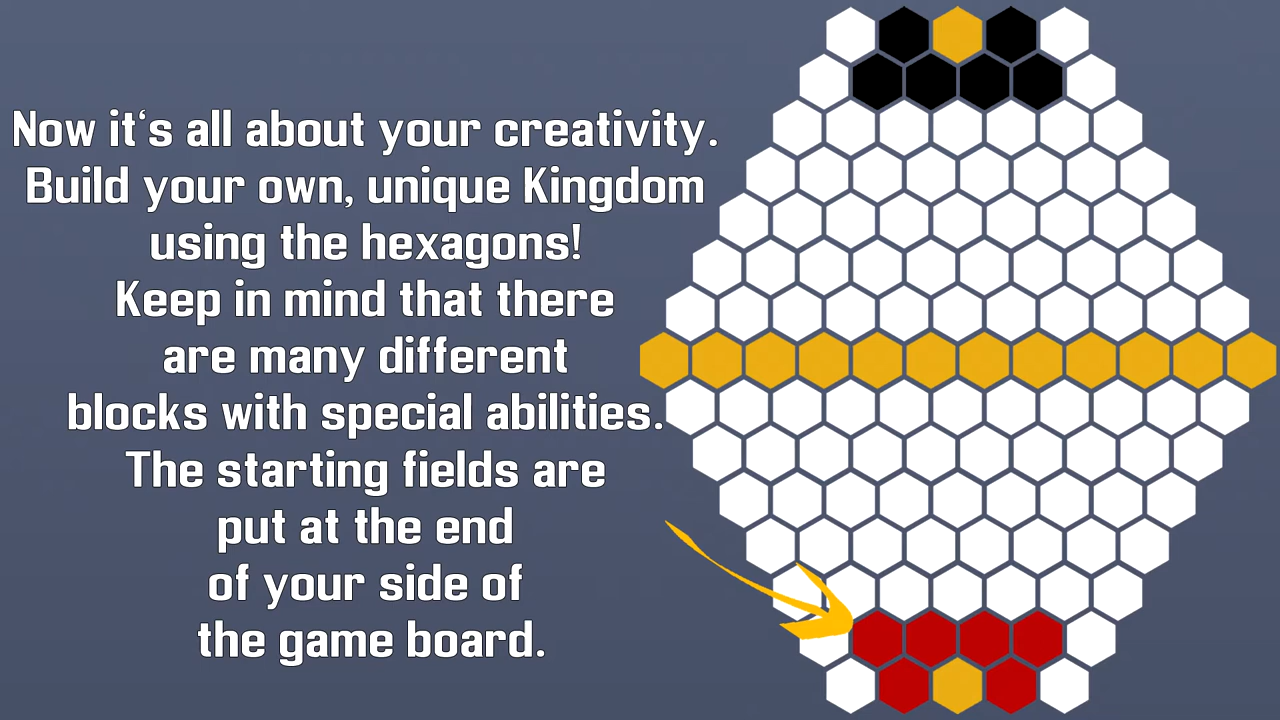 Now it‘s all about your creativity.
Build your own, unique Kingdom
using the hexagons!
Keep in mind that there
are many different
blocks with special abilities.
The starting fields are
put at the end
of your side of
the game board.